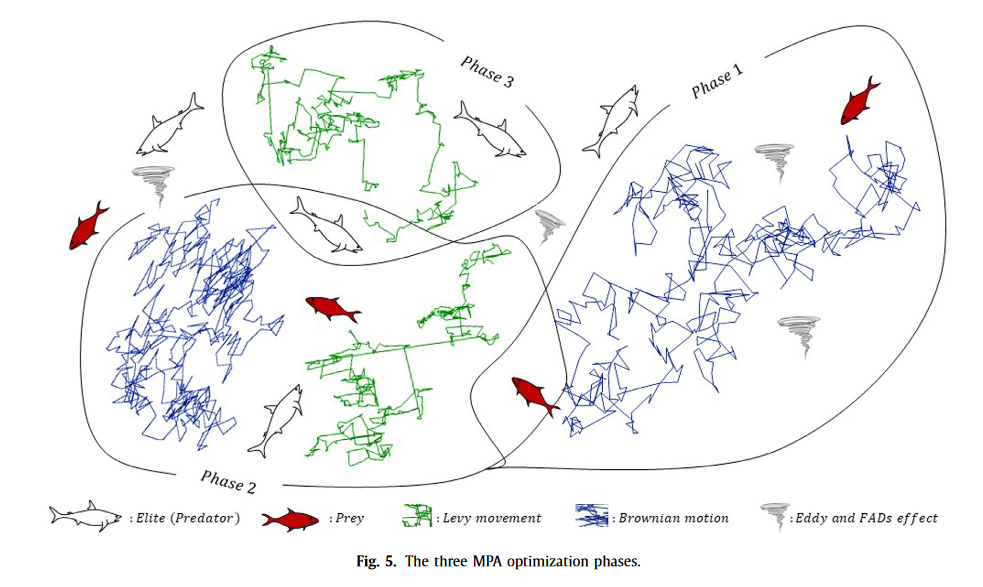 Phase 3
Phase 1
Phase 2
: Elite (Predator)
: Prey
: Levy movement
: Brownian motion
: Eddy and FADs effect
Fig. 5. The three MPA optimization phases.